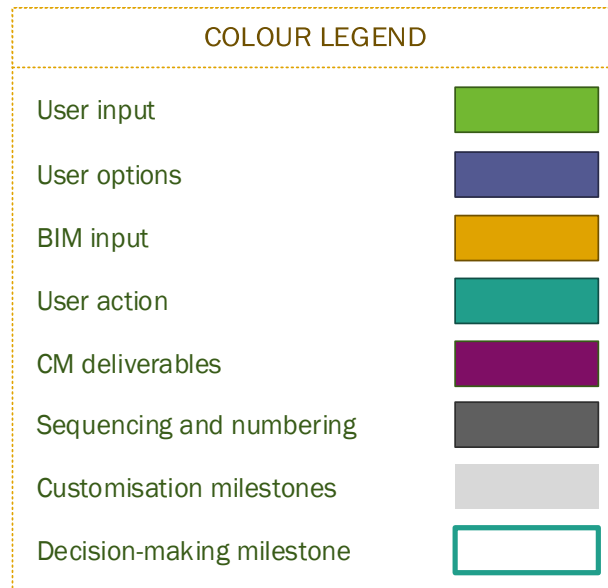 COLOUR LEGEND
User input
User options
BIM input
User action
CM deliverables
Sequencing and numbering
Customisation milestones
Decision-making milestone